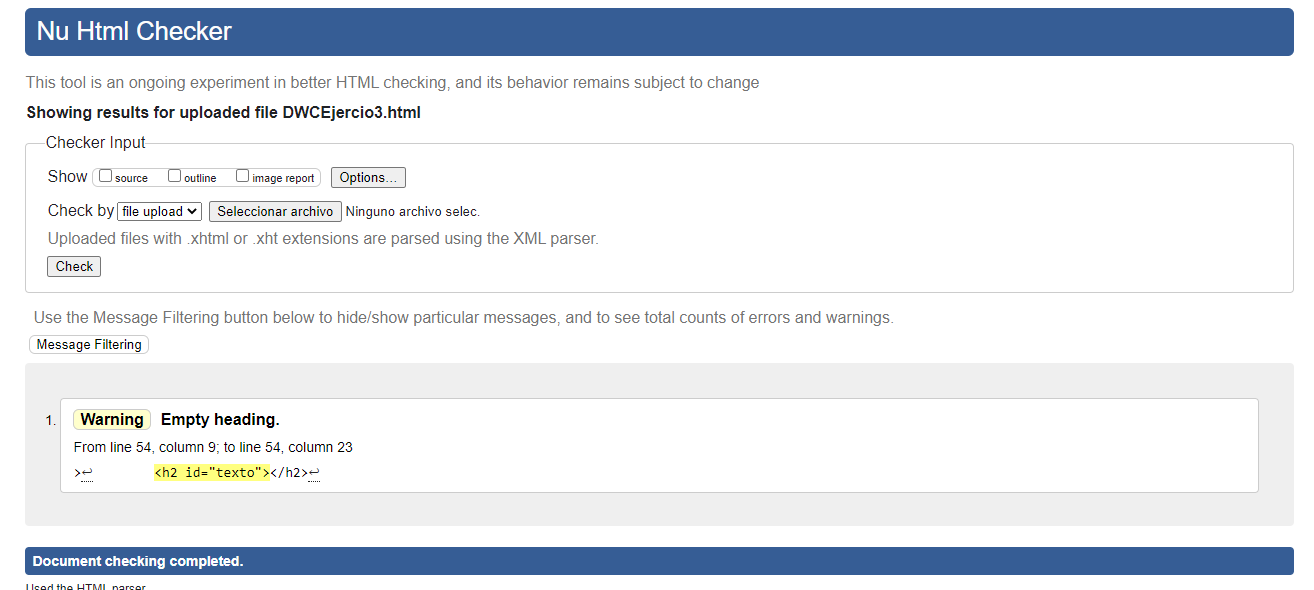 Nu Html Checker
This tool is an ongoing experiment in better HTML checking, and its behavior remains subject to change
Showing results for uploaded file DWCEjercio3.html
Checker Input
Show source outline image report Options...
Check by file upload Seleccionar archivo Ninguno archivo selec.
Uploaded files with .xhtml or .xht extensions are parsed using the XML parser.
Check
Use the Message Filtering button below to hide/show particular messages, and to see total counts of errors and warnings.
Message Filtering
1. Warning Empty heading.
From line 54, column 9; to line 54, column 23
>↩ <h2 id="texto"></h2>↩
Document checking completed.
Used the HTML parser.